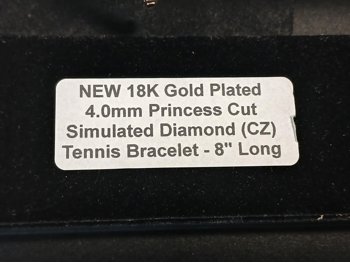 NEW 18K Gold Plated
4.0mm Princess Cut
Simulated Diamond (CZ)
Tennis Bracelet - 8" Long